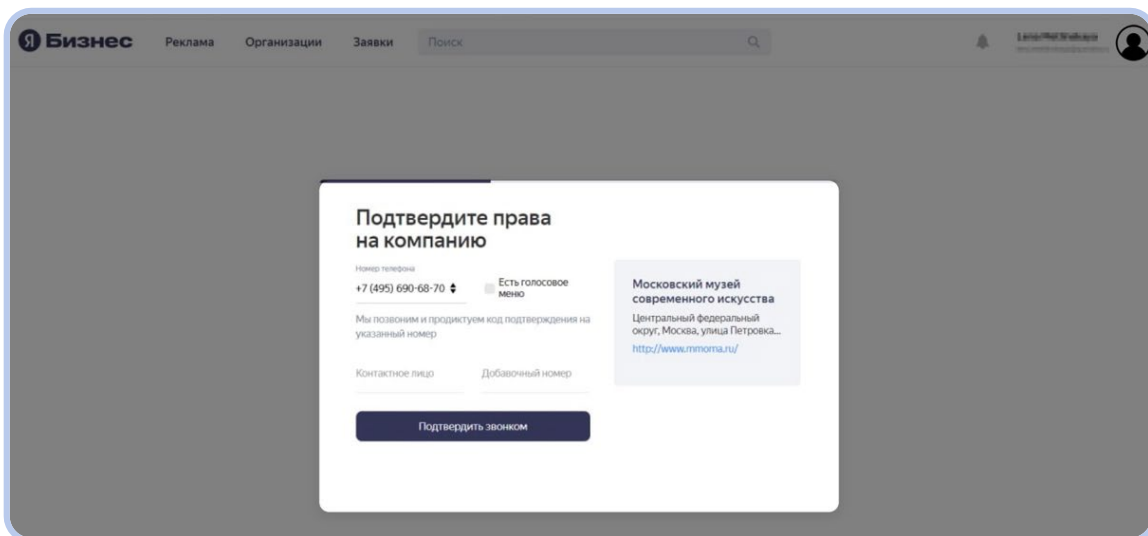 Я Бизнес Реклама Организации Заявки Поиск
Подтвердите права
на компанию
Номер телефона
+7 (495) 690-68-70 Есть голосовое
меню
Мы позвоним и продиктуем код подтверждения на
указанный номер
Контактное лицо Добавочный номер
Подтвердить звонком
Московский музей
современного искусства
Центральный федеральный
округ, Москва, улица Петровка...
http://www.mmoma.ru/